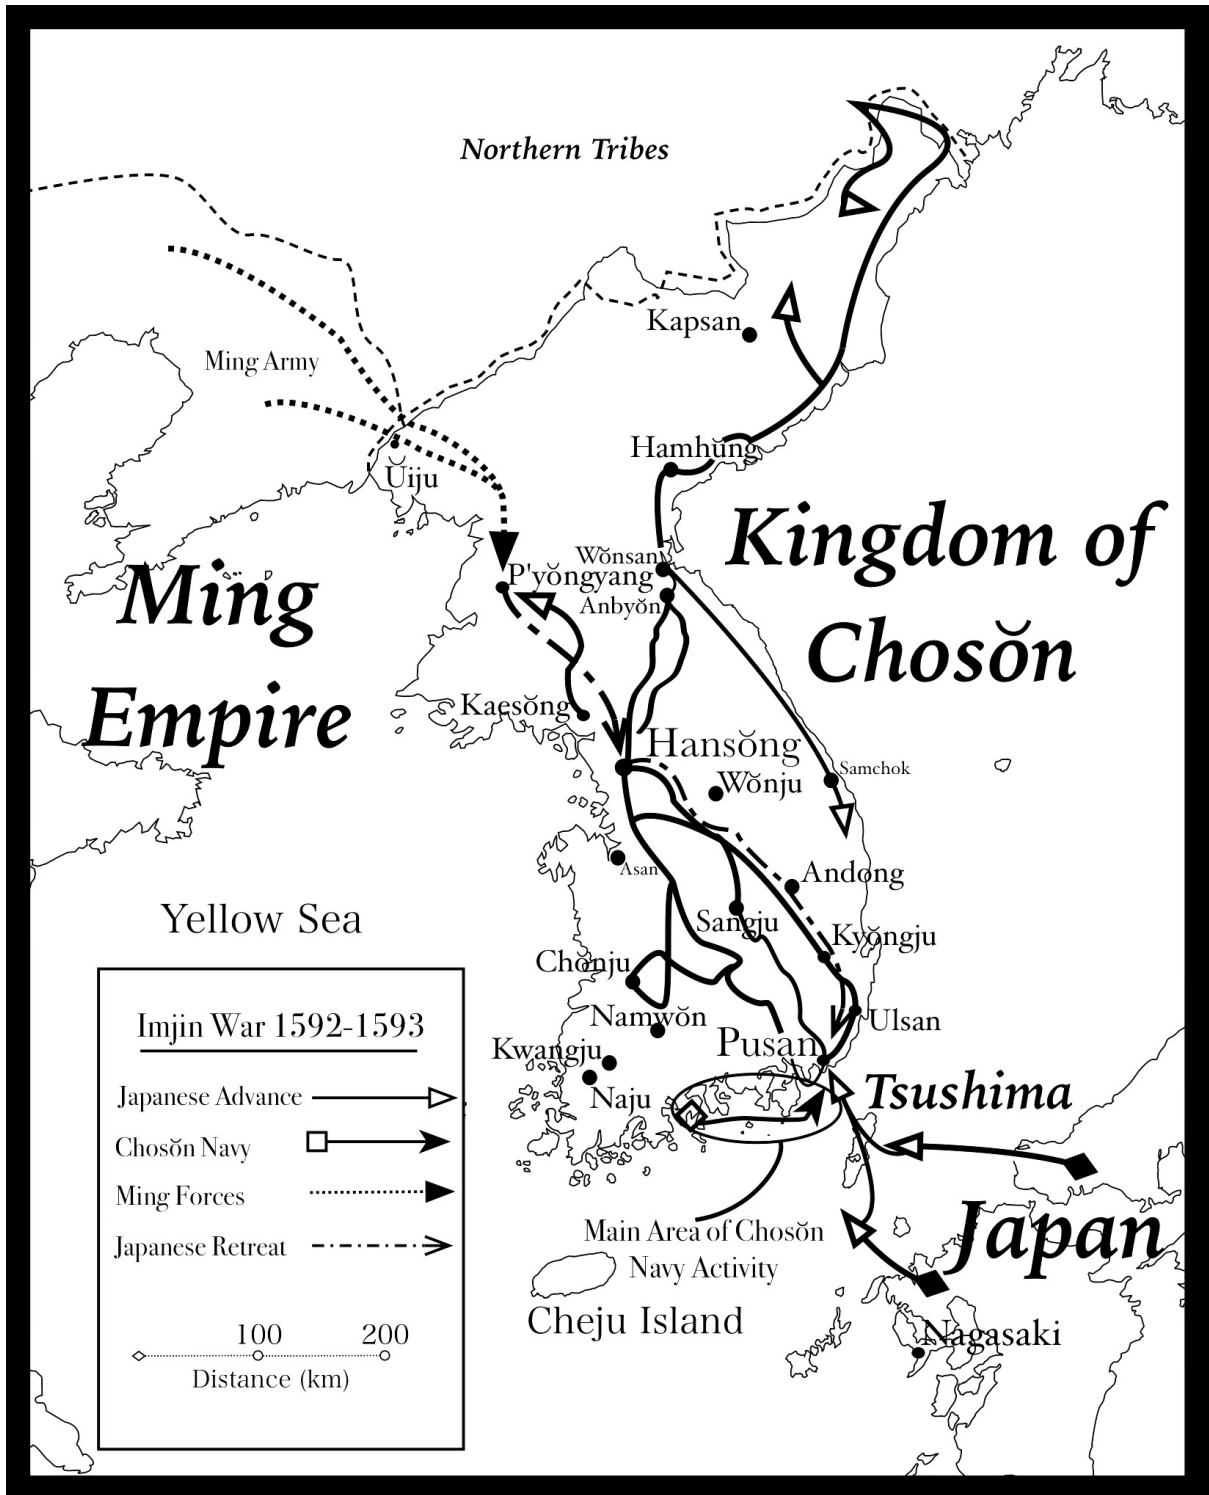 Northern Tribes
Kapsan
Ming Army
Hamhŭng
Ŭiju
Kingdom of
Chosŏn
Wŏnsan
P'yŏngyang
Anbyŏn
Ming
Empire
Kaesŏng
Hansŏng
Wŏnju
Samchok
Asan
Andong
Yellow Sea
Sangju
Kyŏngju
Chŏnju
Namwŏn
Ulsan
Pusan
Kwangju
Naju
Tsushima
Japan
Main Area of Chosŏn
Navy Activity
Cheju Island
Nagasaki
Imjin War 1592-1593
Japanese Advance
Chosŏn Navy
Ming Forces
Japanese Retreat
100 200
Distance (km)